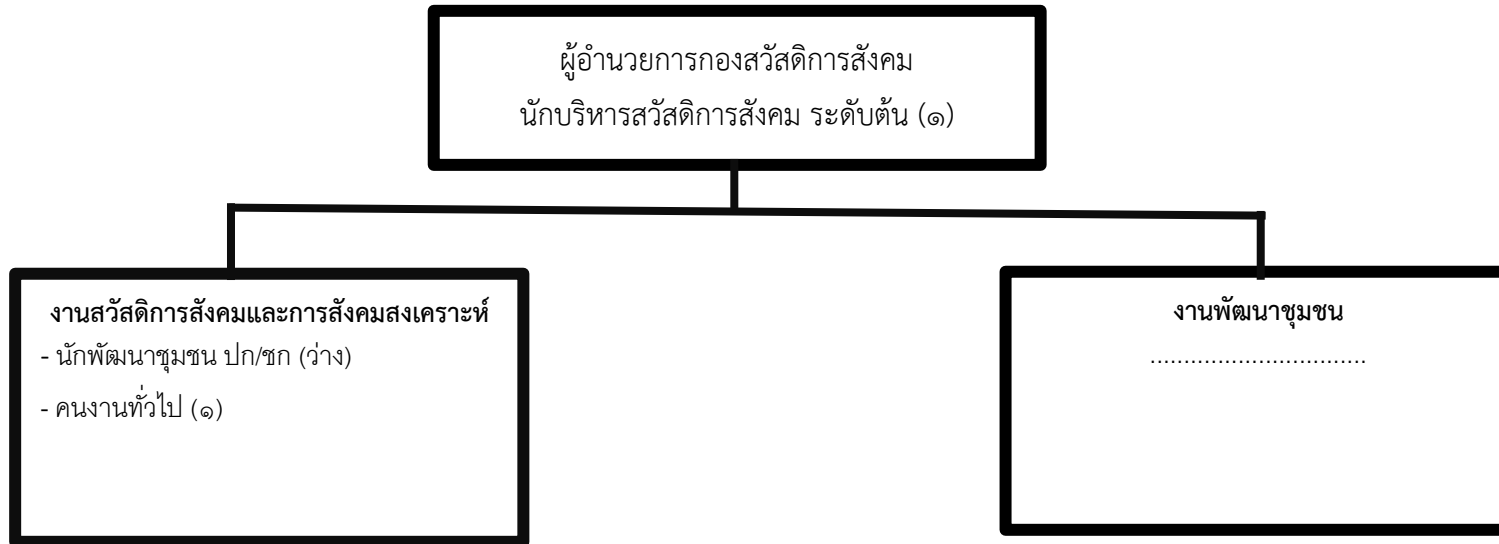 ผู้อำนวยการกองสวัสดิการสังคม
นักบริหารสวัสดิการสังคม ระดับต้น (๑)
งานสวัสดิการสังคมและการสังคมสงเคราะห์
- นักพัฒนาชุมชน ปก/ชก (ว่าง)
- คนงานทั่วไป (๑)
งานพัฒนาชุมชน
................................